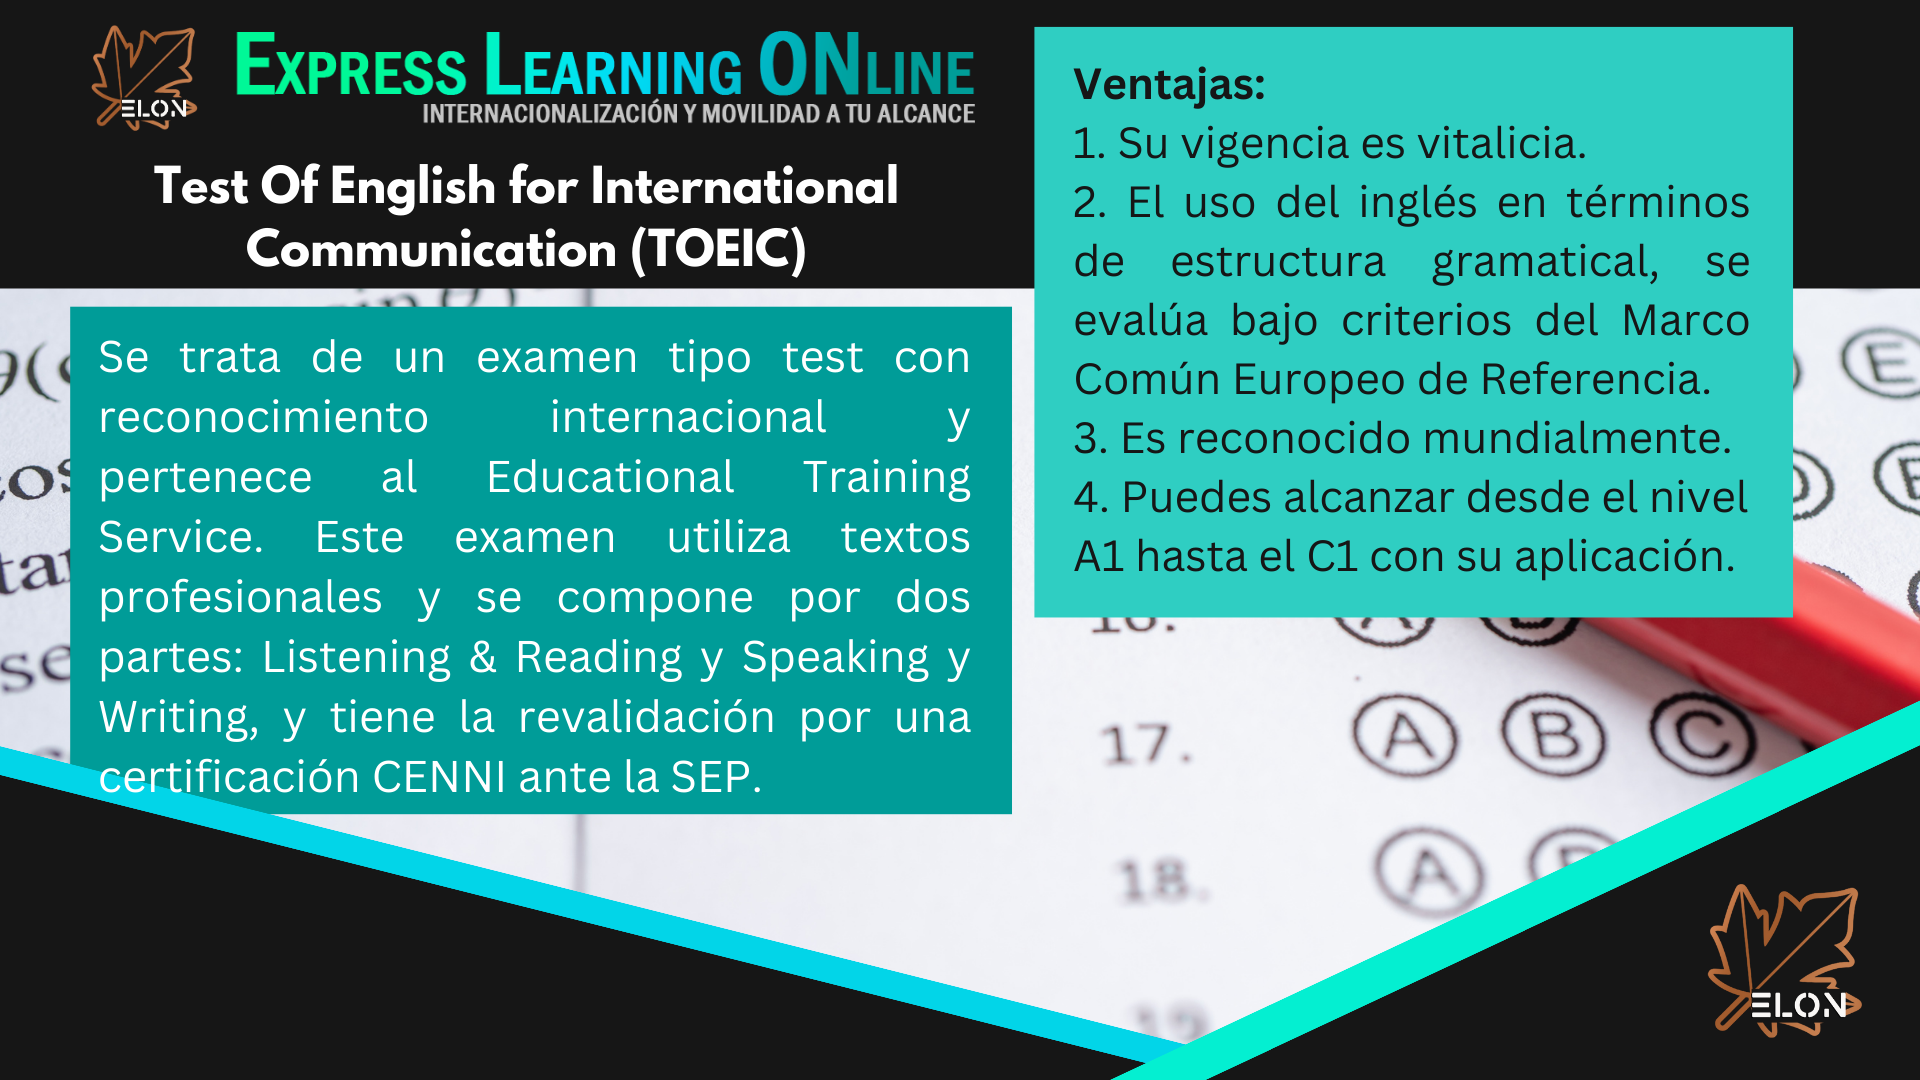 ELON
EXPRESS LEARNING ONLINE
INTERNACIONALIZACIÓN Y MOVILIDAD A TU ALCANCE
Test Of English for International
Communication (TOEIC)
Se trata de un examen tipo test con
reconocimiento internacional y
pertenece al Educational Training
Service. Este examen utiliza textos
profesionales y se compone por dos
partes: Listening & Reading y Speaking y
Writing, y tiene la revalidación por una
certificación CENNI ante la SEP.
Ventajas:
1. Su vigencia es vitalicia.
2. El uso del inglés en términos
de estructura gramatical, se
evalúa bajo criterios del Marco
Común Europeo de Referencia.
3. Es reconocido mundialmente.
4. Puedes alcanzar desde el nivel
A1 hasta el C1 con su aplicación.
E
17. A B C
18. A
19
ELON